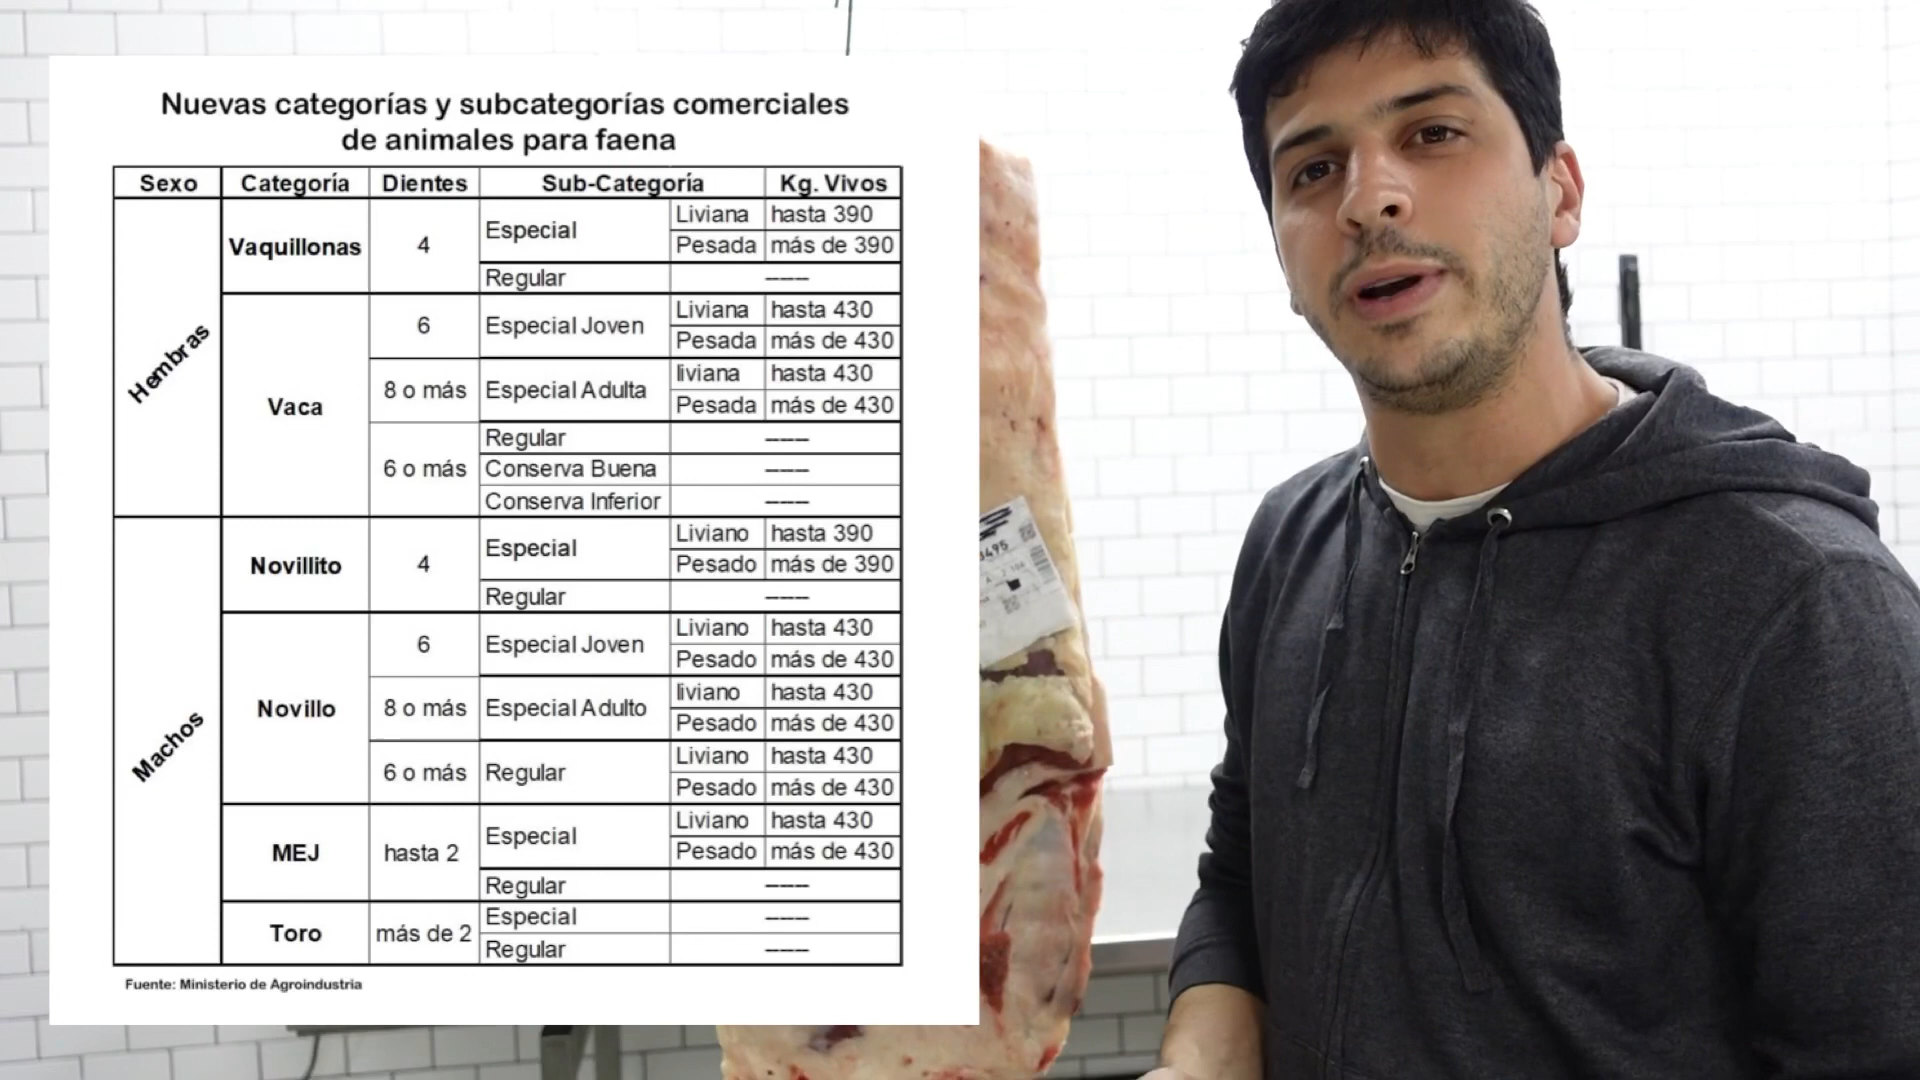 Nuevas categorías y subcategorías comerciales
de animales para faena
Sexo Categoría Dientes Sub-Categoría Kg. Vivos
Hembras
Vaquillonas 4 Especial Liviana hasta 390
Pesada más de 390
Regular -----
Vaca 6 Especial Joven Liviana hasta 430
Pesada más de 430
8 o más Especial Adulta liviana hasta 430
Pesada más de 430
6 o más Regular -----
Conserva Buena -----
Conserva Inferior -----
Machos
Novillito 4 Especial Liviano hasta 390
Pesado más de 390
Regular -----
Novillo 6 Especial Joven Liviano hasta 430
Pesado más de 430
8 o más Especial Adulto liviano hasta 430
Pesado más de 430
6 o más Regular Liviano hasta 430
Pesado más de 430
MEJ hasta 2 Especial Liviano hasta 430
Pesado más de 430
Regular -----
Toro más de 2 Especial -----
Regular -----
Fuente: Ministerio de Agroindustria